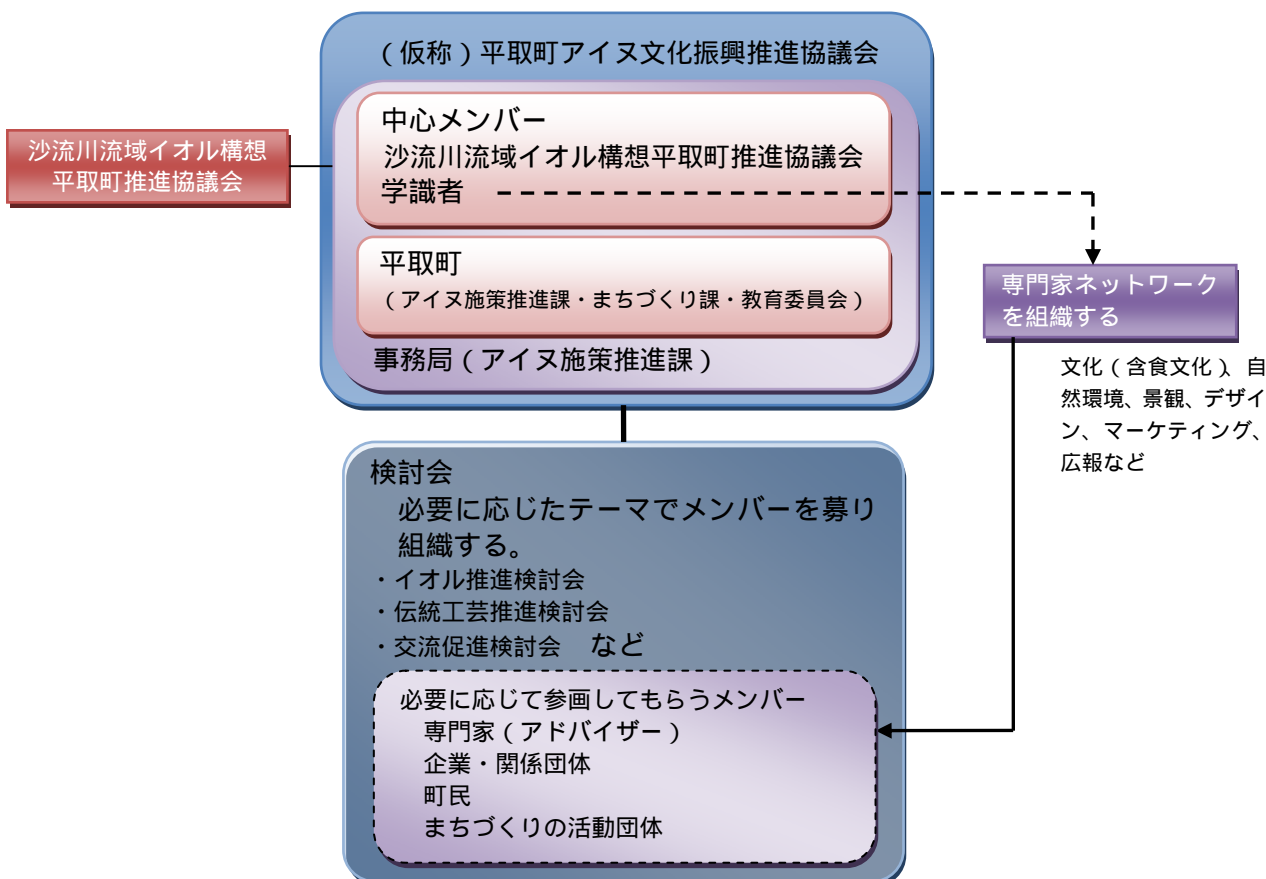 （仮称）平取町アイヌ文化振興推進協議会
中心メンバー
沙流川流域イオル構想平取町推進協議会
学識者
沙流川流域イオル構想
平取町推進協議会
平取町
（アイヌ施策推進課・まちづくり課・教育委員会）
事務局（アイヌ施策推進課）
専門家ネットワーク
を組織する
文化（含食文化）、自
然環境、景観、デザイ
ン、マーケティング、
広報など
検討会
必要に応じたテーマでメンバーを募り
組織する。
・イオル推進検討会
・伝統工芸推進検討会
・交流促進検討会　など
必要に応じて参画してもらうメンバー
専門家（アドバイザー）
企業・関係団体
町民
まちづくりの活動団体